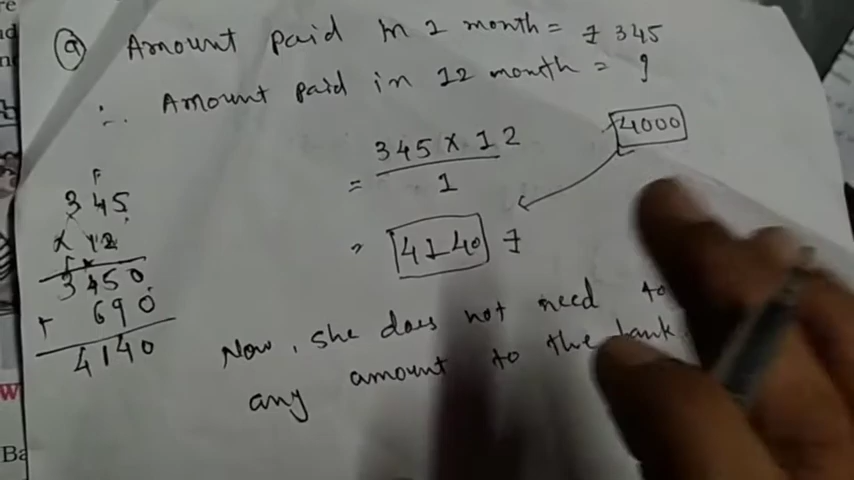 a Amount paid in 1 month = ₹ 345
∴ Amount paid in 12 month = ?
= 345 x 12
1
4000
= 4140 ₹
345
x 12
3450
+ 690
4140
Now, she does not need to
any amount to the bank.
W
Ba